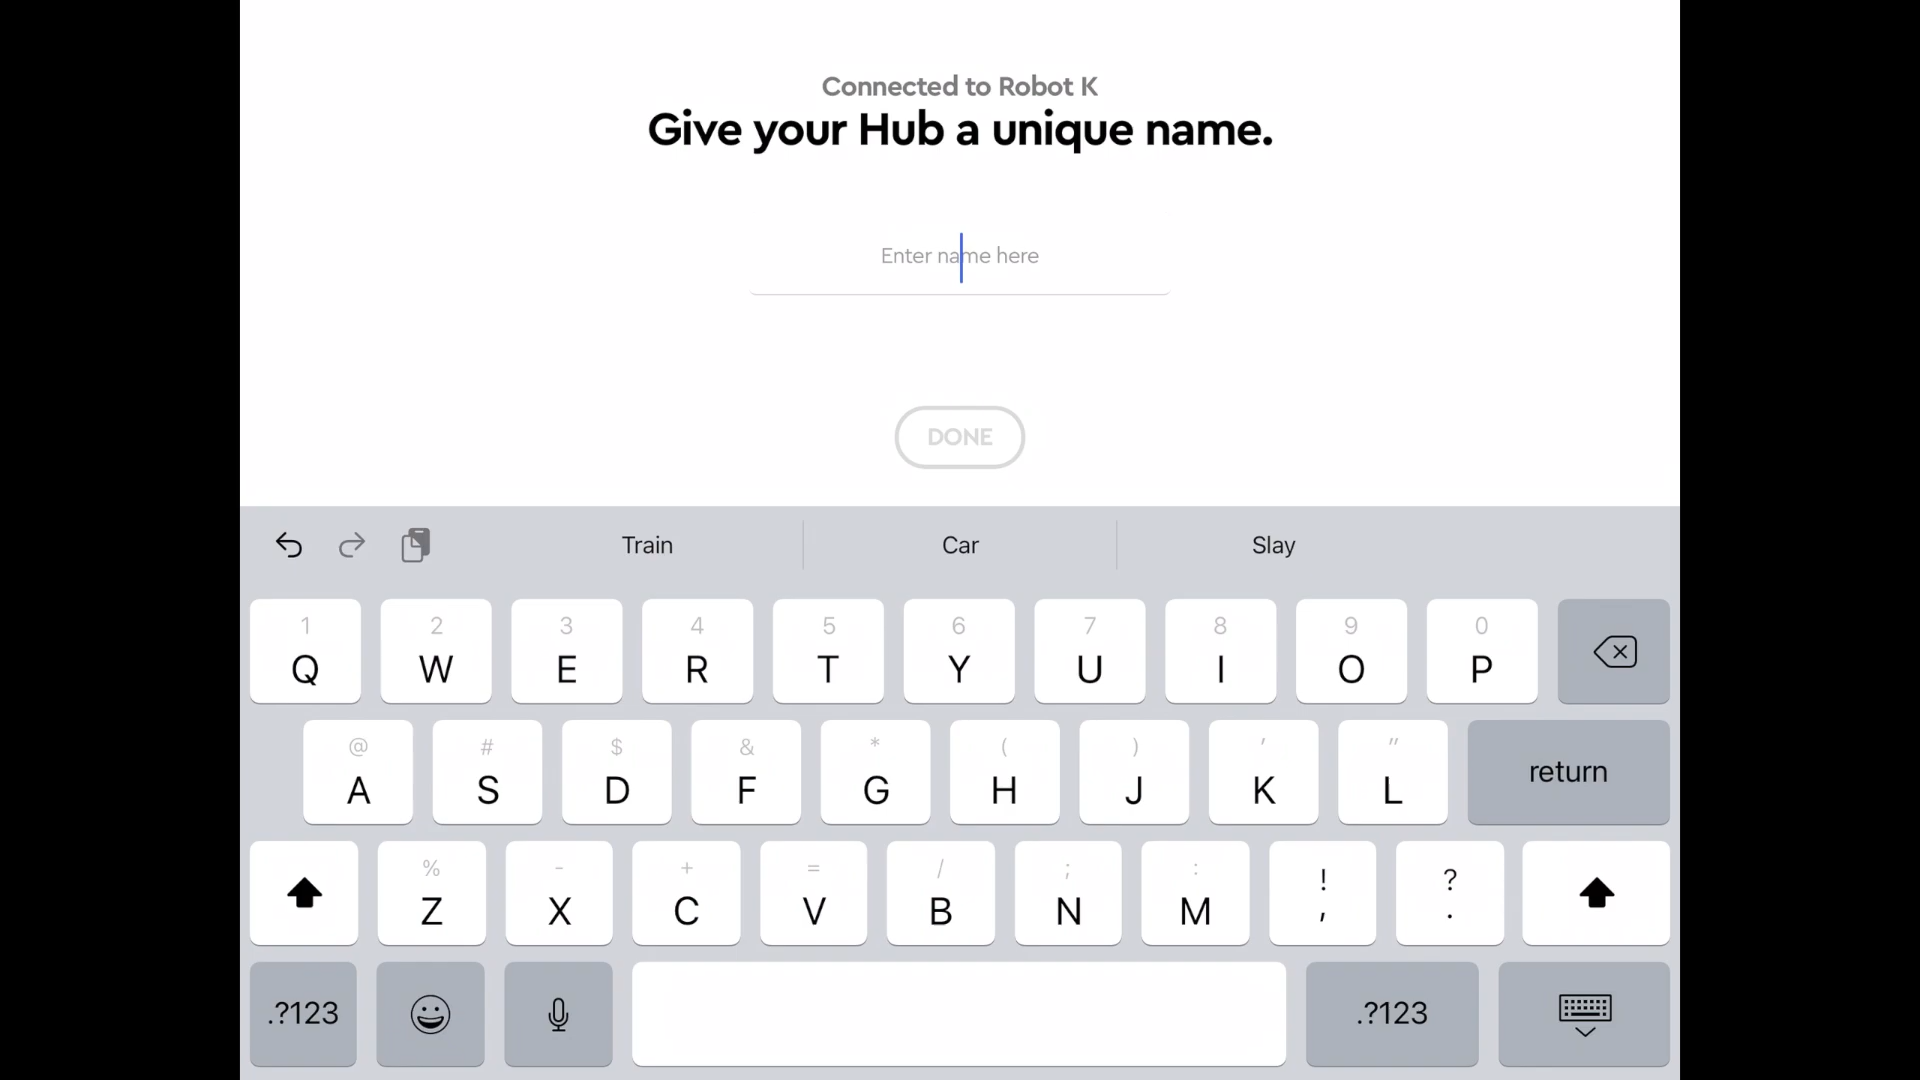 Connected to Robot K
Give your Hub a unique name.
Enter name here
DONE
Train Car Slay
1 2 3 4 5 6 7 8 9 0
Q W E R T Y U I O P
@ # $ & * ( ) ' "
A S D F G H J K L return
% - + = / ; : ! ?
Z X C V B N M , .
.?123 .?123